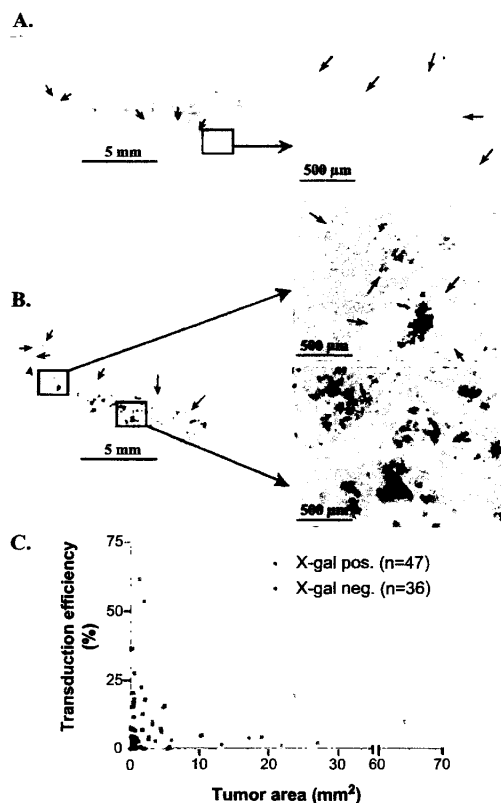 A.
5 mm
500 µm
B.
500 µm
5 mm
500 µm
C.
75
50
25
0
X-gal pos. (n=47)
X-gal neg. (n=36)
Transduction efficiency
(%)
0
10
20
30
60
70
Tumor area (mm²)